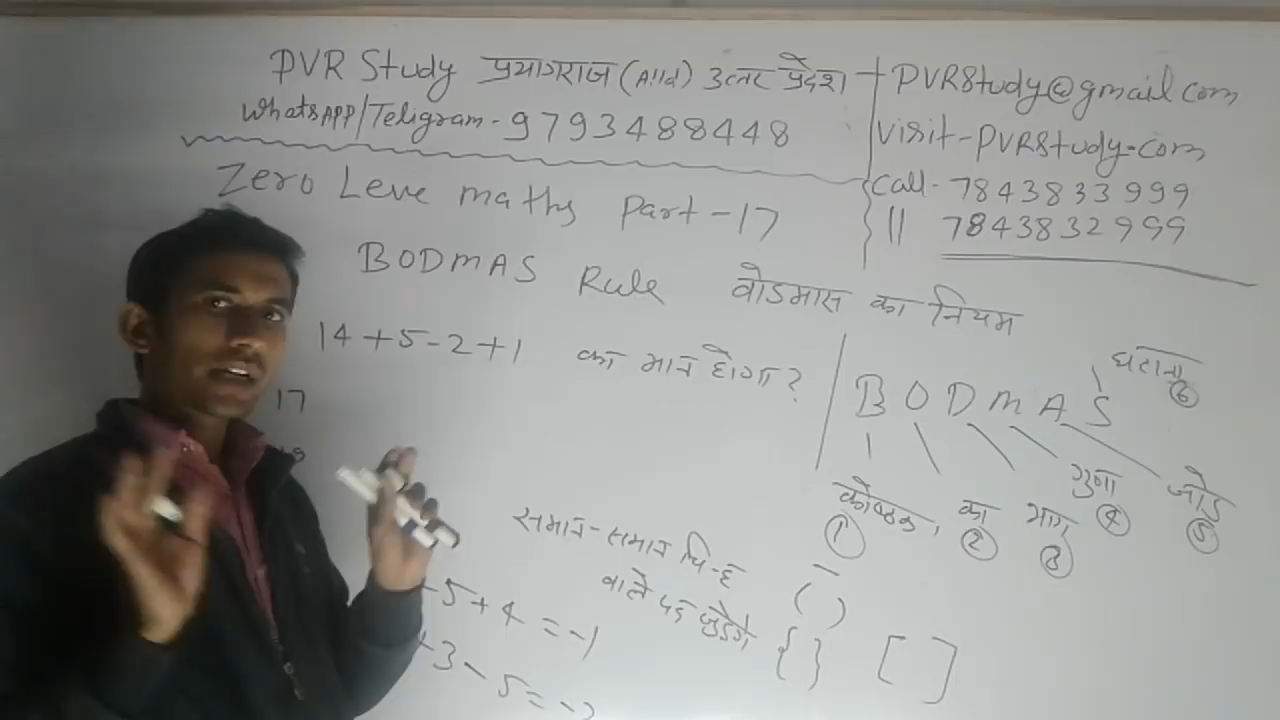 PVR Study प्रयागराज (Alld) उत्तर प्रदेश
WhatsAPP/Teligram - 9793488448
PVRStudy@gmail.com
visit - PVRStudy.com
call - 7843833999
11 7843832999
Zero Leve maths Part - 17
BODMAS Rule वोडमास का नियम
14 + 5 - 2 + 1 का मान होगा?
17
B O D M A S
घटाना 6
कोष्ठक, 1
का 2
भाग 3
गुणा 4
जोड़ 5
समान - समान चिन्ह
वाले पद जुड़ेंगे
- 5 + 4 = -1
+ 3 - 5 = -2
( )
{ } [ ]